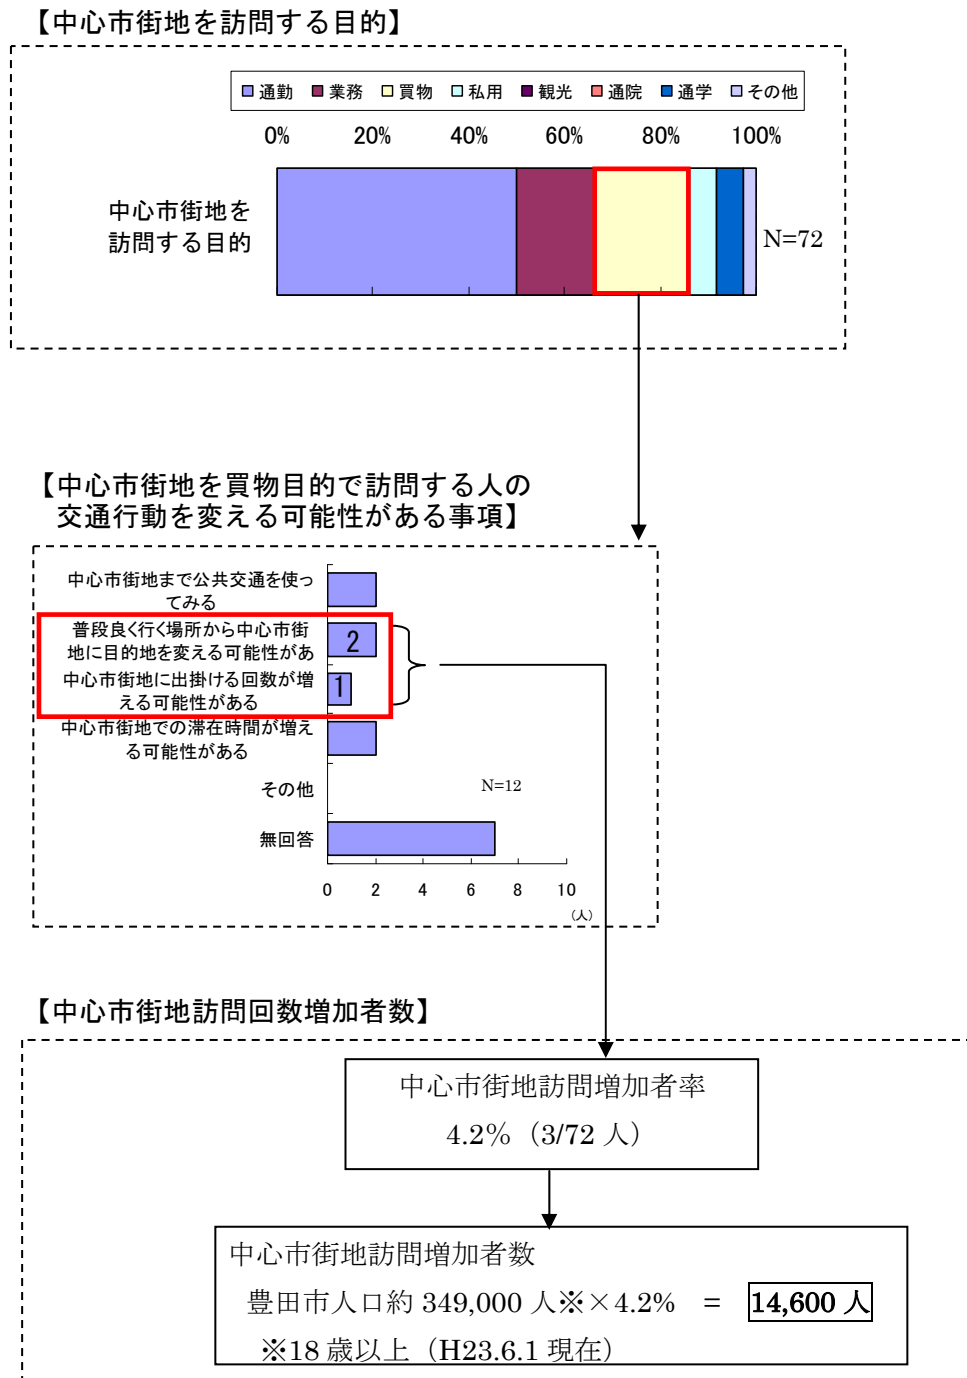 【中心市街地を訪問する目的】
通勤 業務 買物 私用 観光 通院 通学 その他
0% 20% 40% 60% 80% 100%
中心市街地を
訪問する目的
N=72
【中心市街地を買物目的で訪問する人の
交通行動を変える可能性がある事項】
中心市街地まで公共交通を使っ
てみる
普段良く行く場所から中心市街
地に目的地を変える可能性があ
2
中心市街地に出掛ける回数が増
える可能性がある
1
中心市街地での滞在時間が増え
る可能性がある
その他
N=12
無回答
0 2 4 6 8 10
(人)
【中心市街地訪問回数増加者数】
中心市街地訪問増加者率
4.2%（3/72 人）
中心市街地訪問増加者数
豊田市人口約 349,000 人※×4.2% = 14,600 人
※18 歳以上（H23.6.1 現在）